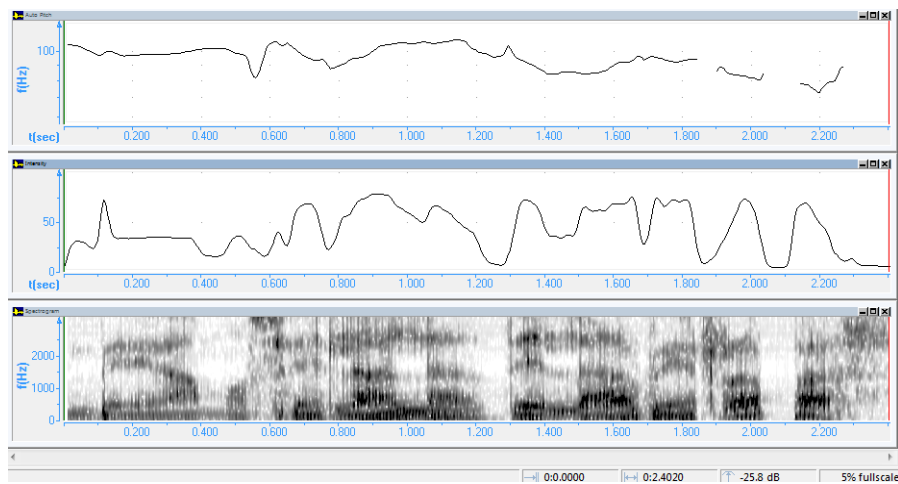 Auto Pitch
100
f(Hz)
t(sec) 0.200 0.400 0.600 0.800 1.000 1.200 1.400 1.600 1.800 2.000 2.200
Intensity
50
0
t(sec) 0.200 0.400 0.600 0.800 1.000 1.200 1.400 1.600 1.800 2.000 2.200
Spectrogram
2000
f(Hz)
1000
0
t(sec) 0.200 0.400 0.600 0.800 1.000 1.200 1.400 1.600 1.800 2.000 2.200
0:0.0000 0:2.4020 -25.8 dB 5% fullscale